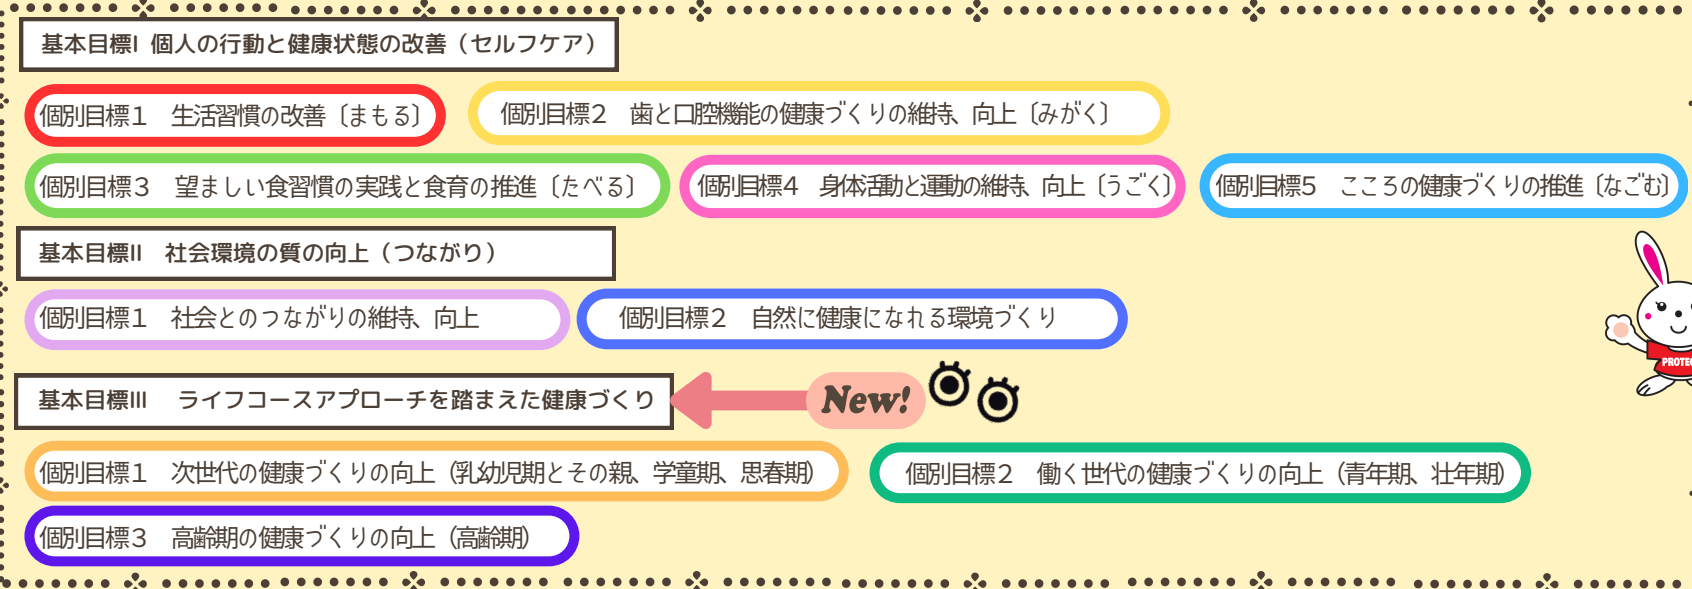 基本目標Ⅰ 個人の行動と健康状態の改善（セルフケア）
個別目標１　生活習慣の改善〔まもる〕
個別目標２　歯と口腔機能の健康づくりの維持、向上〔みがく〕
個別目標３　望ましい食習慣の実践と食育の推進〔たべる〕
個別目標４　身体活動と運動の維持、向上〔うごく〕
個別目標５　こころの健康づくりの推進〔なごむ〕
基本目標Ⅱ　社会環境の質の向上（つながり）
個別目標１　社会とのつながりの維持、向上
個別目標２　自然に健康になれる環境づくり
基本目標Ⅲ　ライフコースアプローチを踏まえた健康づくり
New!
個別目標１　次世代の健康づくりの向上（乳幼児期とその親、学童期、思春期）
個別目標２　働く世代の健康づくりの向上（青年期、壮年期）
個別目標３　高齢期の健康づくりの向上（高齢期）